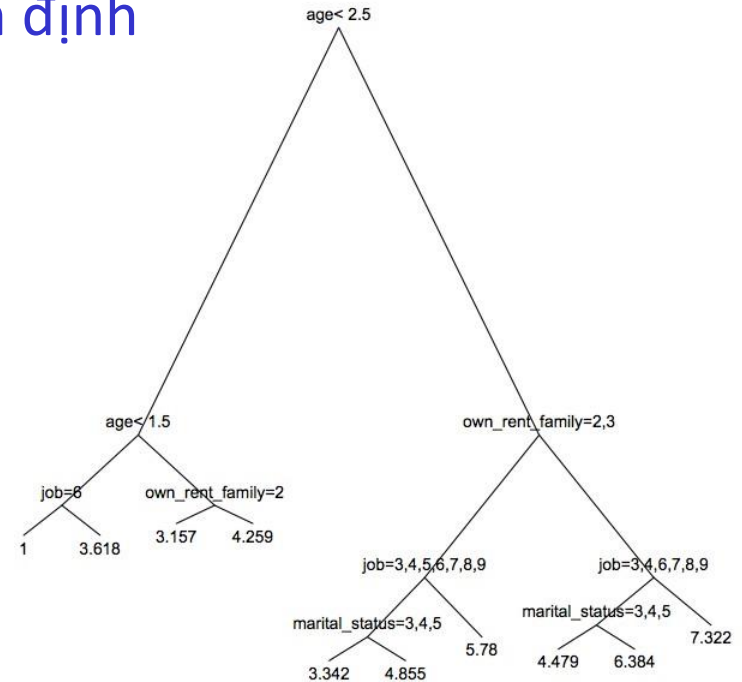 định
age< 2.5
age< 1.5
own_rent_family=2,3
job=6
own_rent_family=2
1
3.618
3.157
4.259
job=3,4,5,6,7,8,9
job=3,4,6,7,8,9
marital_status=3,4,5
marital_status=3,4,5
3.342
4.855
5.78
4.479
6.384
7.322